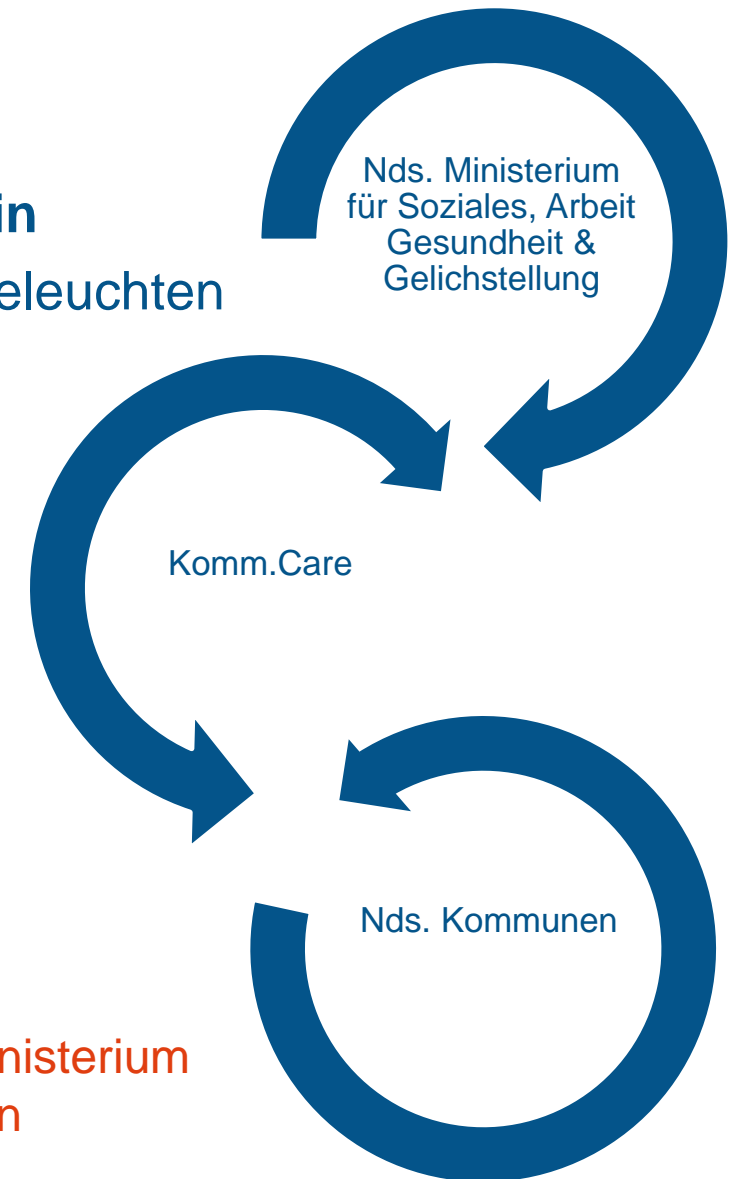 Nds. Ministerium
für Soziales, Arbeit
Gesundheit &
Gelichstellung
in
eleuchten
Komm.Care
Nds. Kommunen
nisterium
n